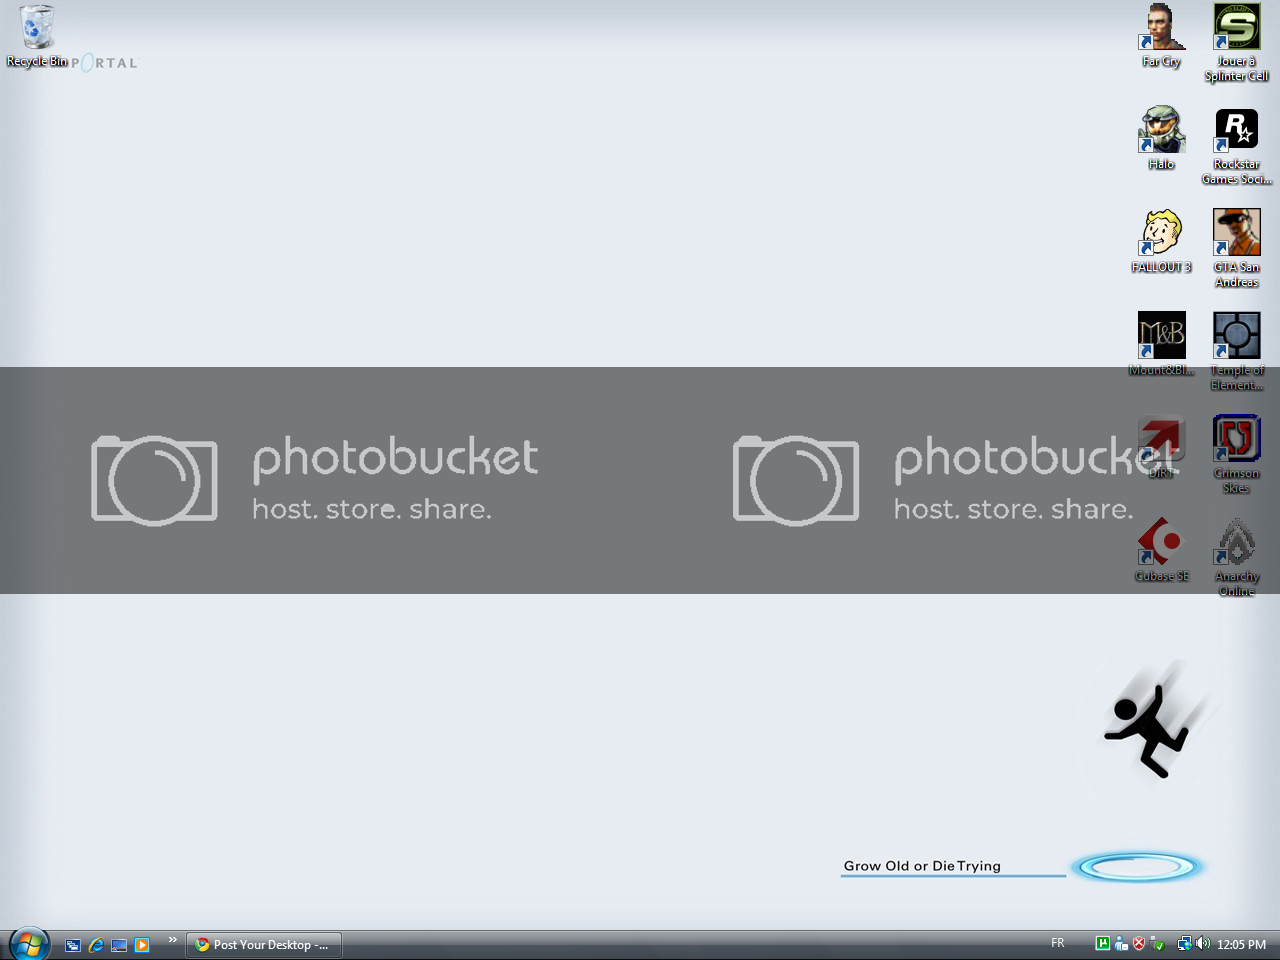 Recycle Bin
PORTAL
Far Cry
Jouer à
Splinter Cell
Halo
Rockstar
Games Soci...
FALLOUT 3
GTA San
Andreas
M&B
Mount&Bl...
Temple of
Element...
DiRT
Crimson
Skies
Cubase SE
Anarchy
Online
photobucket
host. store. share.
photobucket
host. store. share.
Grow Old or Die Trying
Post Your Desktop -...
FR
12:05 PM